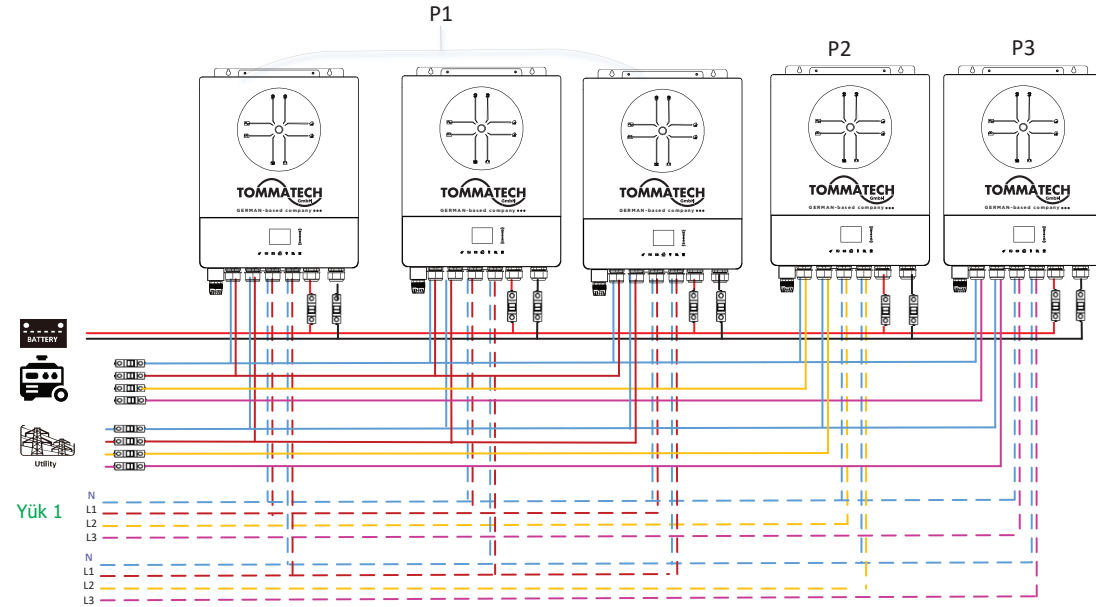 P1
P2
P3
TOMMATECH
GmbH
GERMAN-based company
TOMMATECH
GmbH
GERMAN-based company
TOMMATECH
GmbH
GERMAN-based company
TOMMATECH
GmbH
GERMAN-based company
TOMMATECH
GmbH
GERMAN-based company
BATTERY
Utility
Yük 1
N
L1
L2
L3
N
L1
L2
L3